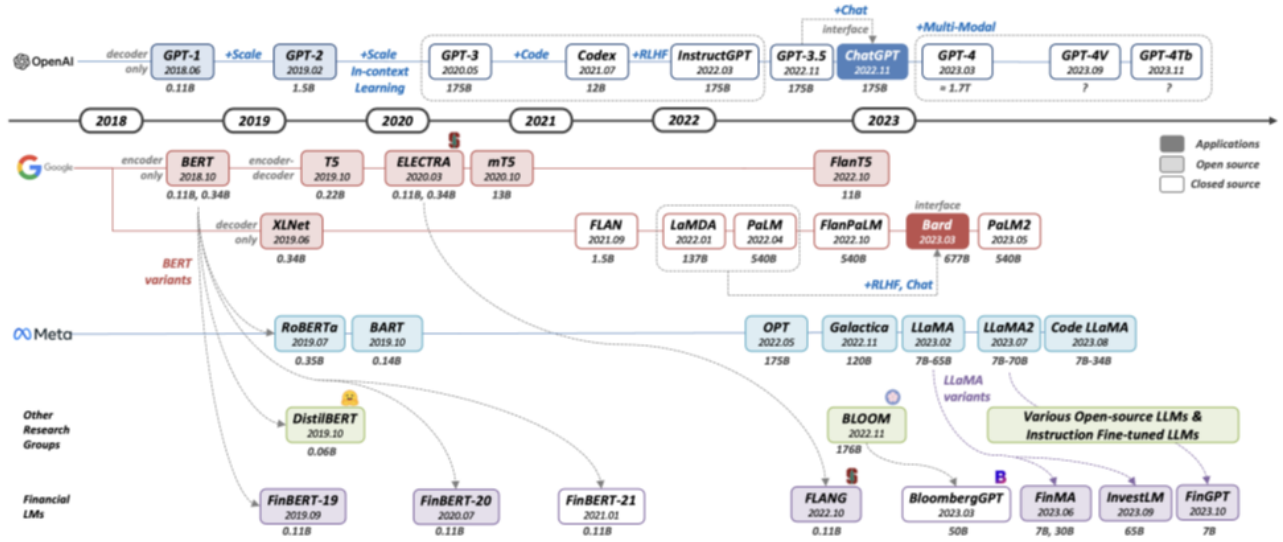 +Chat
interface
+Multi-Modal
OpenAI
decoder only
GPT-1
2018.06
0.11B
+Scale
GPT-2
2019.02
1.5B
+Scale
In-context
Learning
GPT-3
2020.05
175B
+Code
Codex
2021.07
12B
+RLHF
InstructGPT
2022.03
175B
GPT-3.5
2022.11
175B
ChatGPT
2022.11
175B
GPT-4
2023.03
= 1.7T
GPT-4V
2023.09
?
GPT-4Tb
2023.11
?
2018
2019
2020
2021
2022
2023
Applications
Open source
Closed source
Google
encoder only
BERT
2018.10
0.11B, 0.34B
encoder-
decoder
T5
2019.10
0.22B
S
ELECTRA
2020.03
0.11B, 0.34B
mT5
2020.10
13B
FlanT5
2022.10
11B
decoder only
XLNet
2019.06
0.34B
FLAN
2021.09
1.5B
LaMDA
2022.01
137B
PaLM
2022.04
540B
FlanPaLM
2022.10
540B
interface
Bard
2023.03
677B
PaLM2
2023.05
540B
+RLHF, Chat
BERT
variants
Meta
RoBERTa
2019.07
0.35B
BART
2019.10
0.14B
OPT
2022.05
175B
Galactica
2022.11
120B
LLaMA
2023.02
7B-65B
LLaMA2
2023.07
7B-70B
Code LLaMA
2023.08
7B-34B
LLaMA
variants
Other
Research
Groups
DistilBERT
2019.10
0.06B
BLOOM
2022.11
176B
Various Open-source LLMs &
Instruction Fine-tuned LLMs
Financial
LMs
FinBERT-19
2019.09
0.11B
FinBERT-20
2020.07
0.11B
FinBERT-21
2021.01
0.11B
S
FLANG
2022.10
0.11B
B
BloombergGPT
2023.03
50B
FinMA
2023.06
7B, 30B
InvestLM
2023.09
65B
FinGPT
2023.10
7B